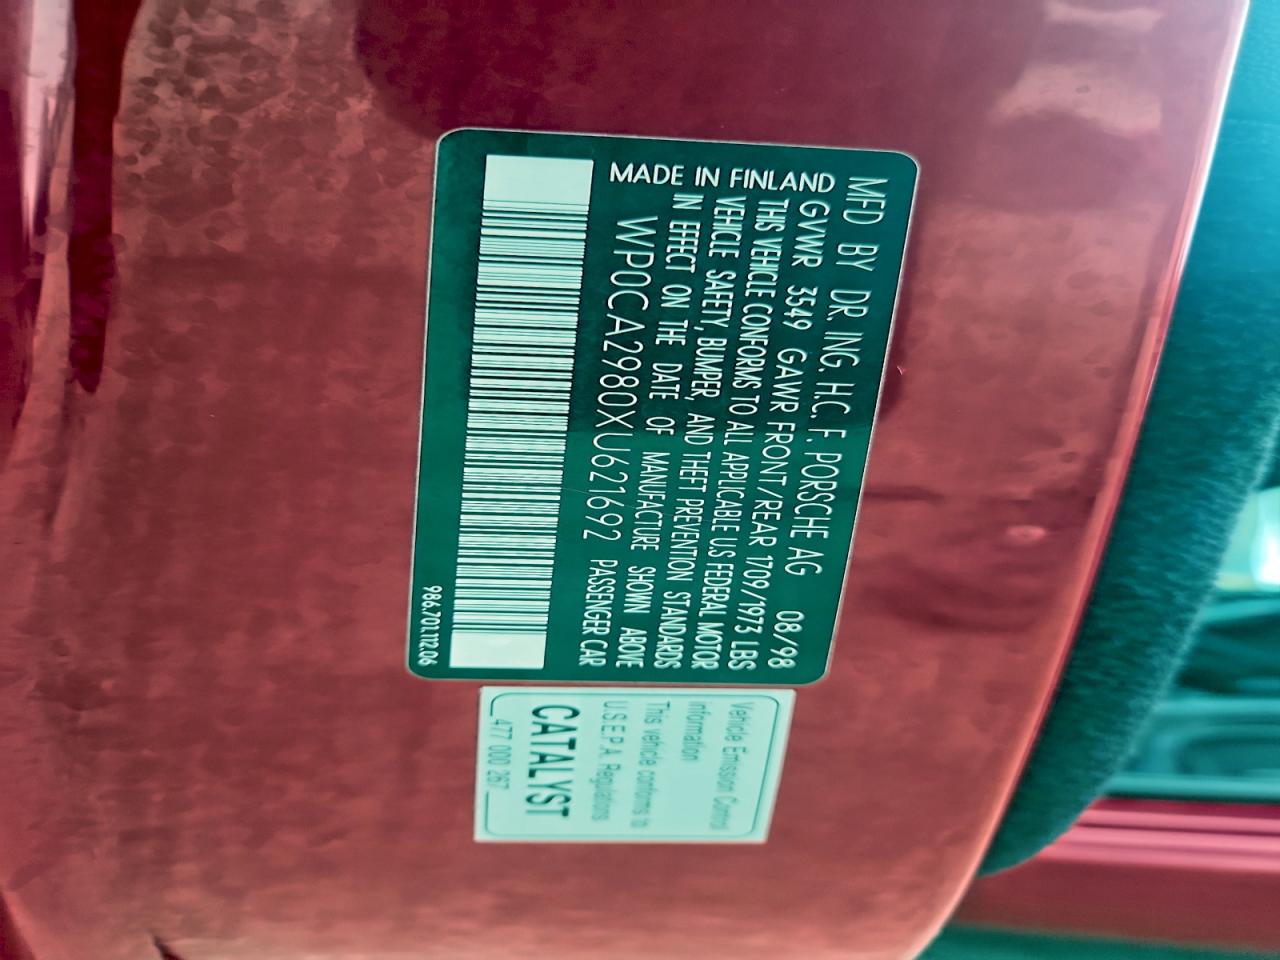 MFD BY DR. ING. H.C. F. PORSCHE AG 08/98
GVWR 3549 GAWR FRONT/REAR 1709/1973 LBS
THIS VEHICLE CONFORMS TO ALL APPLICABLE U.S FEDERAL MOTOR
VEHICLE SAFETY, BUMPER, AND THEFT PREVENTION STANDARDS
IN EFFECT ON THE DATE OF MANUFACTURE SHOWN ABOVE
WP0CA2980XU621692 PASSENGER CAR
MADE IN FINLAND
986.701.112.06
Vehicle Emission Control
Information
This vehicle conforms to
U.S.E.P.A. Regulations
CATALYST
477 000 267